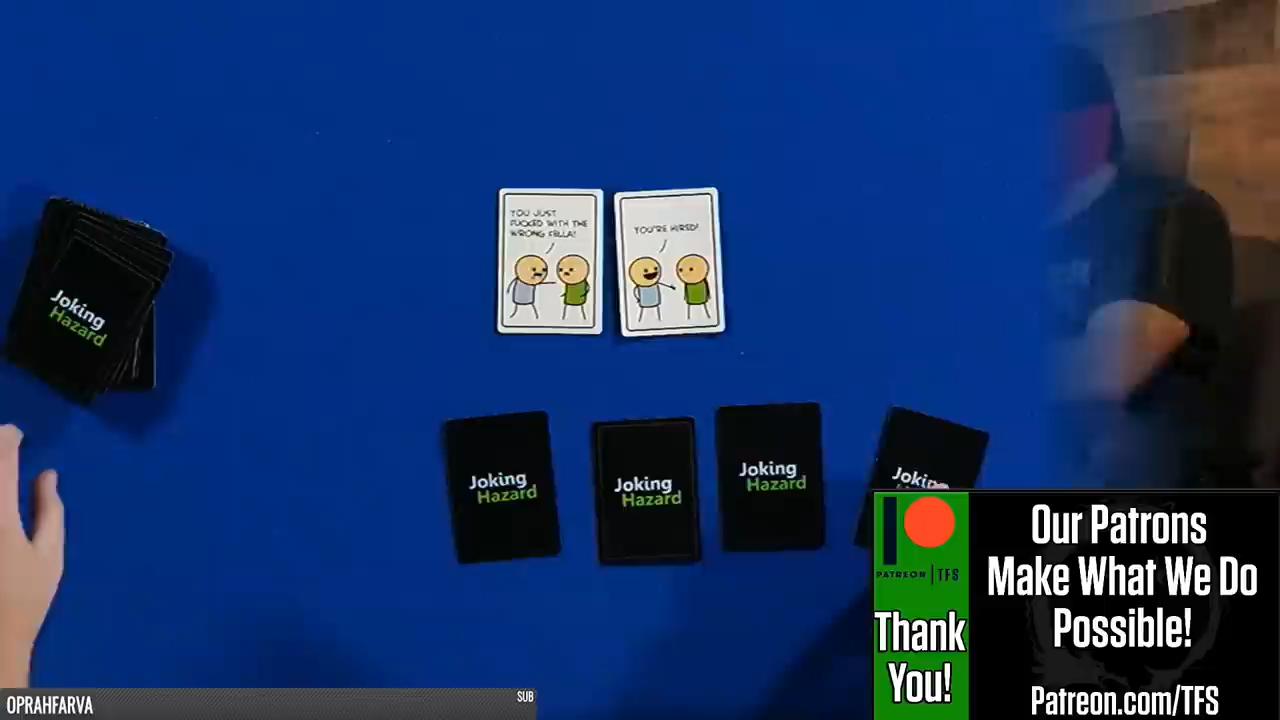 YOU JUST
FUCKED WITH THE
WRONG FELLA!
YOU'RE HIRED!
Joking
Hazard
Joking
Hazard
Joking
Hazard
Joking
Hazard
Joking
PATREON | TFS
Thank
You!
Our Patrons
Make What We Do
Possible!
Patreon.com/TFS
OPRAHFARVA
SUB